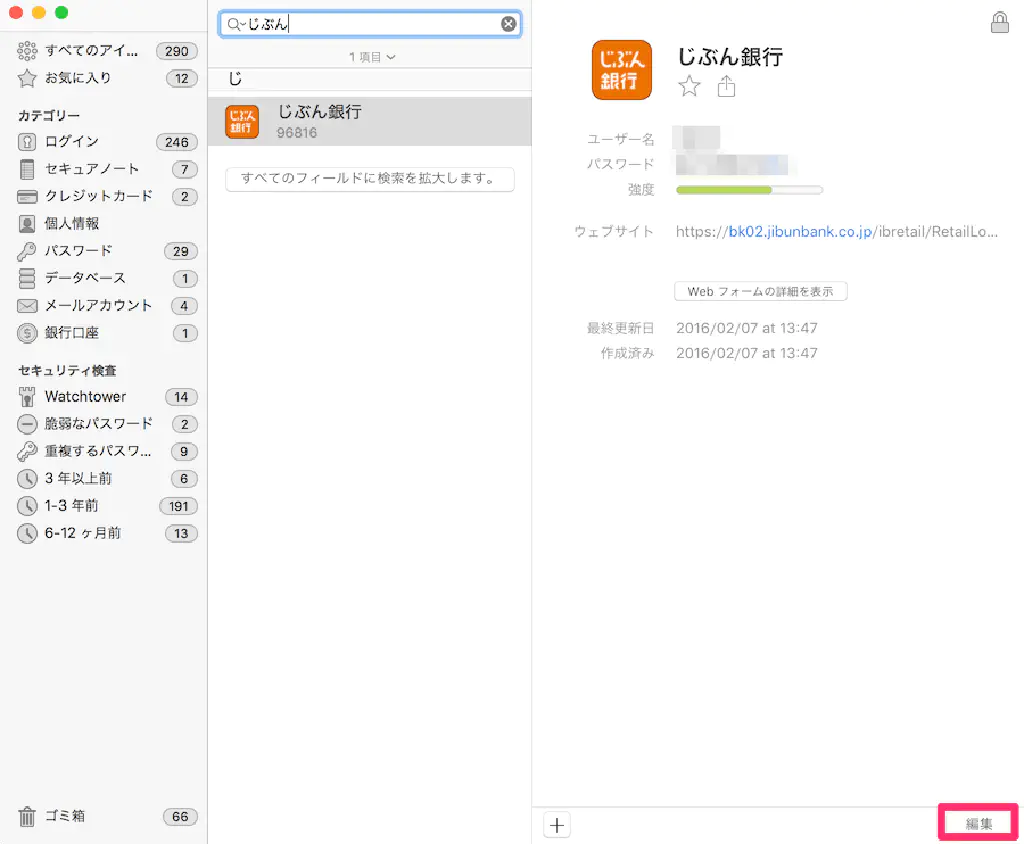 すべてのアイ... 290
お気に入り 12
カテゴリー
ログイン 246
セキュアノート 7
クレジットカード 2
個人情報
パスワード 29
データベース 1
メールアカウント 4
銀行口座 1
セキュリティ検査
Watchtower 14
脆弱なパスワード 2
重複するパスワ... 9
3 年以上前 6
1-3 年前 191
6-12 ヶ月前 13
ゴミ箱 66
じぶん
1 項目
じ
じぶん銀行
じぶん銀行
96816
すべてのフィールドに検索を拡大します。
じぶん
銀行
じぶん銀行
ユーザー名
パスワード
強度
ウェブサイト https://bk02.jibunbank.co.jp/ibretail/RetailLo...
Web フォームの詳細を表示
最終更新日 2016/02/07 at 13:47
作成済み 2016/02/07 at 13:47
編集